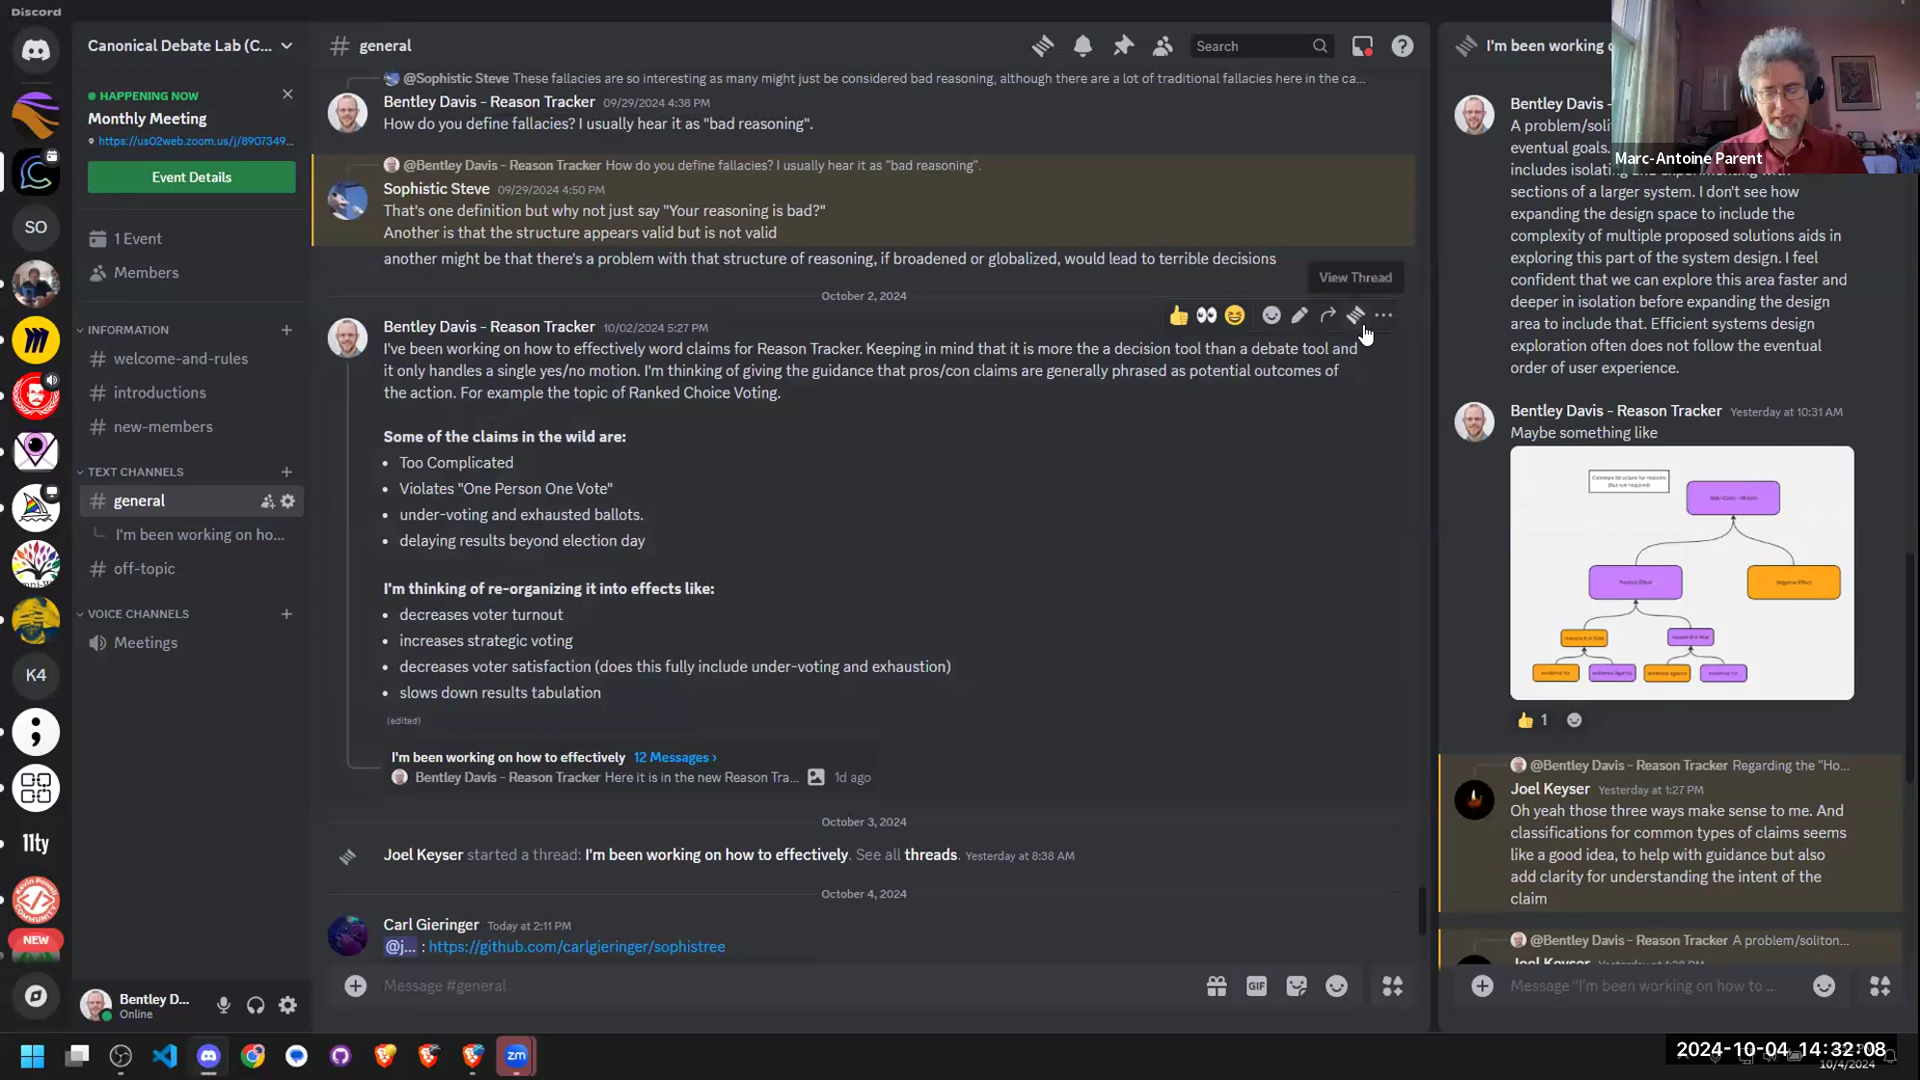 Discord
Canonical Debate Lab (C...
HAPPENING NOW
Monthly Meeting
https://us02web.zoom.us/j/8907349...
Event Details
SO
1 Event
Members
INFORMATION
welcome-and-rules
introductions
new-members
TEXT CHANNELS
general
I'm been working on ho...
off-topic
VOICE CHANNELS
Meetings
K4
11ty
NEW
Bentley D...
Online
general
Search
@Sophistic Steve These fallacies are so interesting as many might just be considered bad reasoning, although there are a lot of traditional fallacies here in the ca...
Bentley Davis - Reason Tracker 09/29/2024 4:38 PM
How do you define fallacies? I usually hear it as "bad reasoning".
@Bentley Davis - Reason Tracker How do you define fallacies? I usually hear it as "bad reasoning".
Sophistic Steve 09/29/2024 4:50 PM
That's one definition but why not just say "Your reasoning is bad?"
Another is that the structure appears valid but is not valid
another might be that there's a problem with that structure of reasoning, if broadened or globalized, would lead to terrible decisions
View Thread
October 2, 2024
Bentley Davis - Reason Tracker 10/02/2024 5:27 PM
I've been working on how to effectively word claims for Reason Tracker. Keeping in mind that it is more the a decision tool than a debate tool and
it only handles a single yes/no motion. I'm thinking of giving the guidance that pros/con claims are generally phrased as potential outcomes of
the action. For example the topic of Ranked Choice Voting.
Some of the claims in the wild are:
• Too Complicated
• Violates "One Person One Vote"
• under-voting and exhausted ballots.
• delaying results beyond election day
I'm thinking of re-organizing it into effects like:
• decreases voter turnout
• increases strategic voting
• decreases voter satisfaction (does this fully include under-voting and exhaustion)
• slows down results tabulation
(edited)
I'm been working on how to effectively 12 Messages ›
Bentley Davis - Reason Tracker Here it is in the new Reason Tra... 1d ago
October 3, 2024
Joel Keyser started a thread: I'm been working on how to effectively. See all threads. Yesterday at 8:38 AM
October 4, 2024
Carl Gieringer Today at 2:11 PM
@j... : https://github.com/carlgieringer/sophistree
Message #general
GIF
I'm been working
Marc-Antoine Parent
Bentley Davis -
A problem/soli
eventual goals.
includes isolating and experimenting with
sections of a larger system. I don't see how
expanding the design space to include the
complexity of multiple proposed solutions aids in
exploring this part of the system design. I feel
confident that we can explore this area faster and
deeper in isolation before expanding the design
area to include that. Efficient systems design
exploration often does not follow the eventual
order of user experience.
Bentley Davis - Reason Tracker Yesterday at 10:31 AM
Maybe something like
Common Structure for Reasons
(But not required)
Main Claim - Motion
Positive Effect
Negative Effect
1
@Bentley Davis - Reason Tracker Regarding the "Ho...
Joel Keyser Yesterday at 1:27 PM
Oh yeah those three ways make sense to me. And
classifications for common types of claims seems
like a good idea, to help with guidance but also
add clarity for understanding the intent of the
claim
@Bentley Davis - Reason Tracker A problem/soliton...
Joel Keyser
Message "I'm been working on how to ...
zm
2024-10-04 14:32:08
10/4/2024